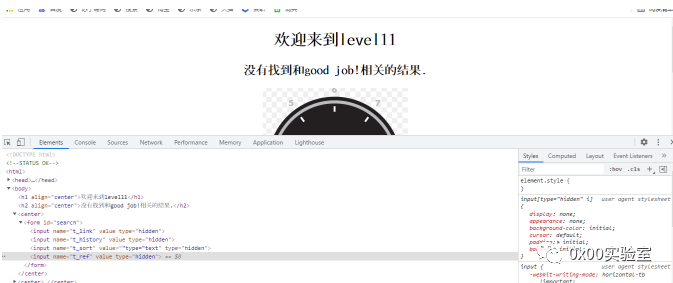 欢迎来到level11
没有找到和good job!相关的结果.
5 6 7
Elements Console Sources Network Performance Memory Application Lighthouse
<!DOCTYPE html>
<!--STATUS OK-->
<html>
<head>…</head>
<body>
<h1 align="center">欢迎来到level11</h1>
<h2 align="center">没有找到和good job!相关的结果.</h2>
<center>
<form id="search">
<input name="t_link" value type="hidden">
<input name="t_history" value type="hidden">
<input name="t_sort" value=""type="text" type="hidden">
<input name="t_ref" value type="hidden"> == $0
</form>
</center>
<center>…</center>
Styles Computed Layout Event Listeners »
Filter :hov .cls +
element.style {
}
input[type="hidden" i] user agent stylesheet
{
display: none;
appearance: none;
background-color: initial;
cursor: default;
padding: initial;
initial;
}
input { user agent stylesheet
-webkit-writing-mode: horizontal-tb
!important;
0X00实验室